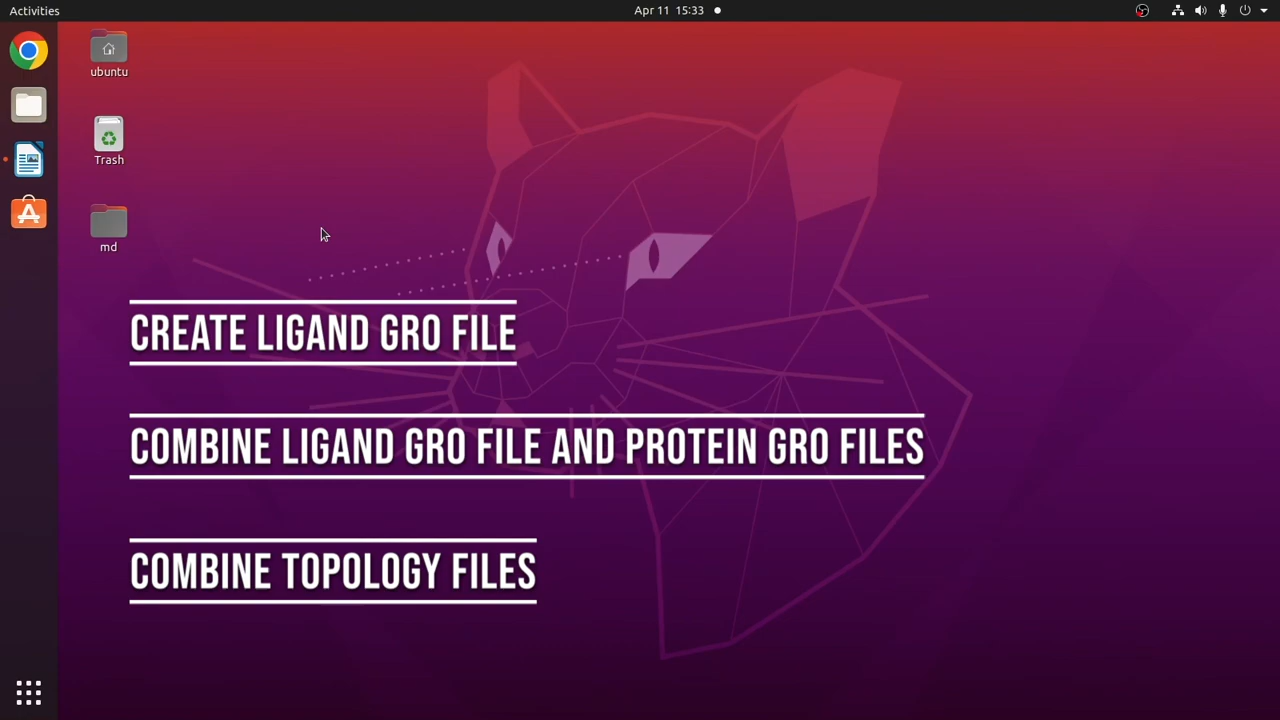 Activities
Apr 11 15:33
ubuntu
Trash
md
CREATE LIGAND GRO FILE
COMBINE LIGAND GRO FILE AND PROTEIN GRO FILES
COMBINE TOPOLOGY FILES